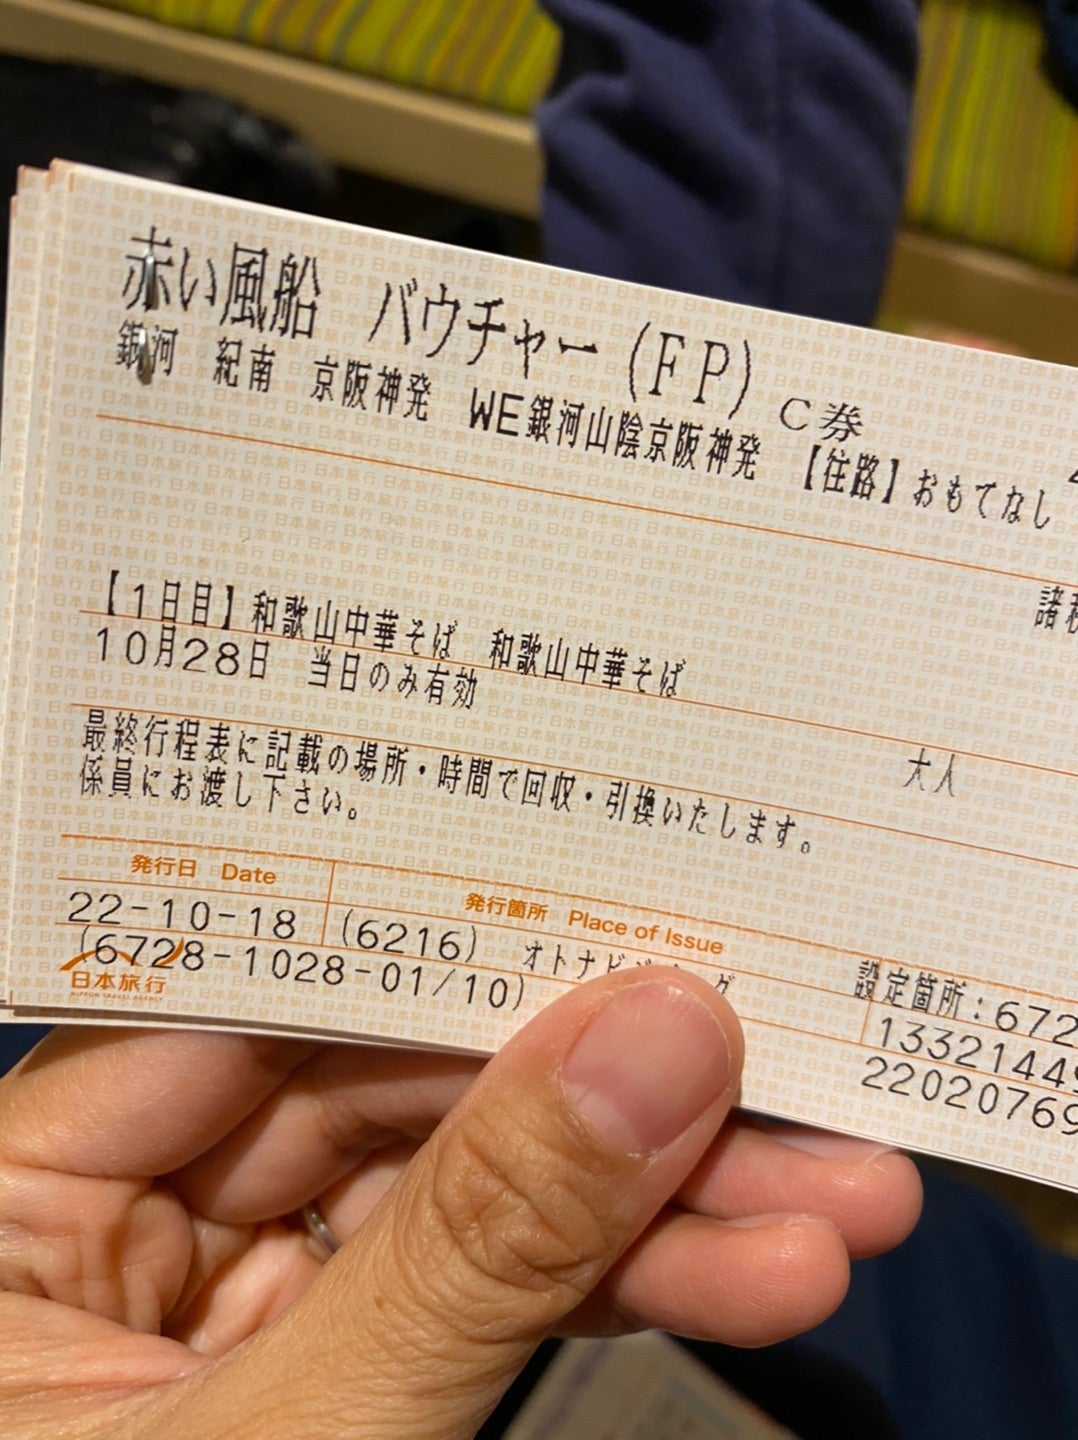 赤い風船　バウチャー(FP)　C券
銀河　紀南　京阪神発　WE銀河山陰京阪神発　【往路】おもてなし
【1日目】和歌山中華そば　和歌山中華そば
10月28日　当日のみ有効
大人
最終行程表に記載の場所・時間で回収・引換いたします。
係員にお渡し下さい。
発行日　Date
発行箇所　Place of Issue
22-10-18　(6216)
(6728-1028-01/10)
設定箇所:672
13321449
22020769
日本旅行
NIPPON TRAVEL AGENCY